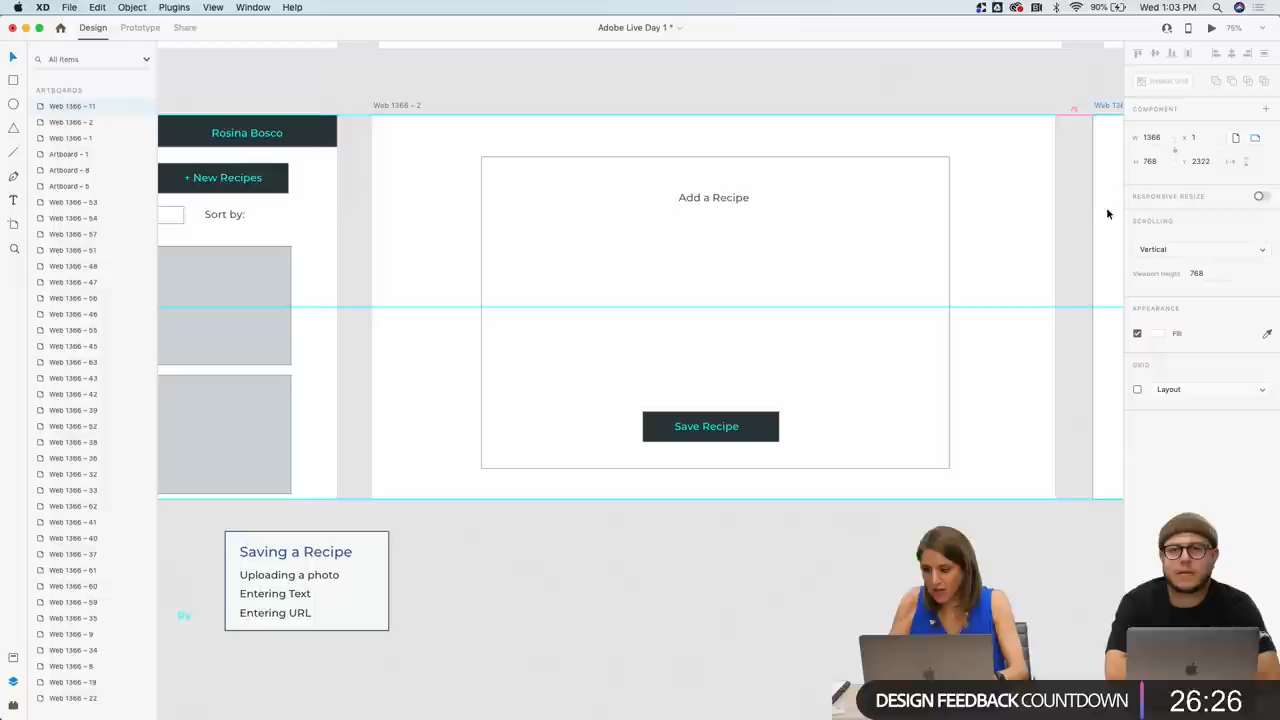 XD File Edit Object Plugins View Window Help
90% Wed 1:03 PM
Design Prototype Share
Adobe Live Day 1 *
75%
All Items
ARTBOARDS
Web 1366 – 11
Web 1366 – 2
Web 1366 – 1
Artboard – 1
Artboard – 8
Artboard – 5
Web 1366 – 53
Web 1366 – 54
Web 1366 – 57
Web 1366 – 51
Web 1366 – 48
Web 1366 – 47
Web 1366 – 56
Web 1366 – 46
Web 1366 – 55
Web 1366 – 45
Web 1366 – 63
Web 1366 – 43
Web 1366 – 42
Web 1366 – 39
Web 1366 – 52
Web 1366 – 38
Web 1366 – 36
Web 1366 – 32
Web 1366 – 33
Web 1366 – 62
Web 1366 – 41
Web 1366 – 40
Web 1366 – 37
Web 1366 – 61
Web 1366 – 60
Web 1366 – 59
Web 1366 – 35
Web 1366 – 9
Web 1366 – 34
Web 1366 – 8
Web 1366 – 19
Web 1366 – 22
Rosina Bosco
+ New Recipes
Sort by:
Web 1366 – 2
Add a Recipe
Save Recipe
Web 136
Saving a Recipe
Uploading a photo
Entering Text
Entering URL
Repeat Grid
COMPONENT
W 1366 X 1
H 768 Y 2322
RESPONSIVE RESIZE
SCROLLING
Vertical
Viewport Height 768
APPEARANCE
Fill
GRID
Layout
DESIGN FEEDBACK COUNTDOWN 26:26